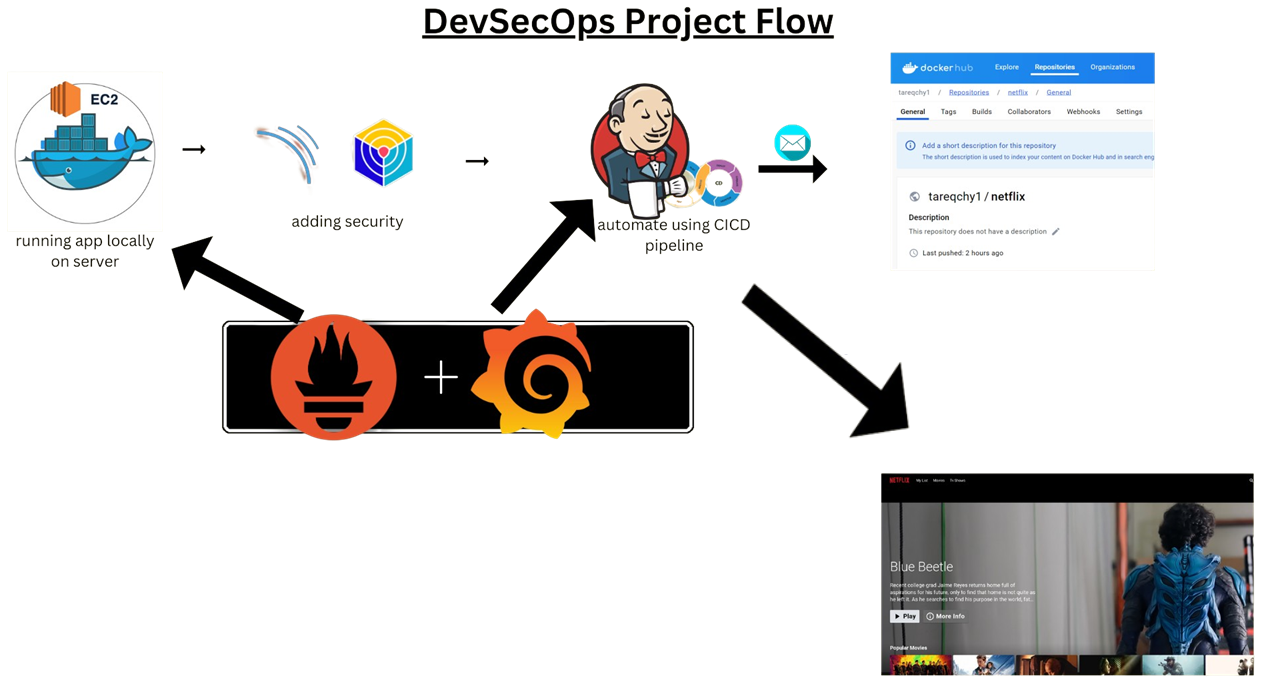 DevSecOps Project Flow
EC2
running app locally
on server
adding security
CD
automate using CICD
pipeline
dockerhub
Explore Repositories Organizations
tareqchy1 / Repositories / netflix / General
General Tags Builds Collaborators Webhooks Settings
Add a short description for this repository
The short description is used to index your content on Docker Hub and in search eng
tareqchy1 / netflix
Description
This repository does not have a description
Last pushed: 2 hours ago
NETFLIX My List Movies Tv Shows
Blue Beetle
Recent college grad Jaime Reyes returns home full of
aspirations for his future, only to find that home is not quite as
he left it. As he searches to find his purpose in the world, fat...
Play More Info
Popular Movies